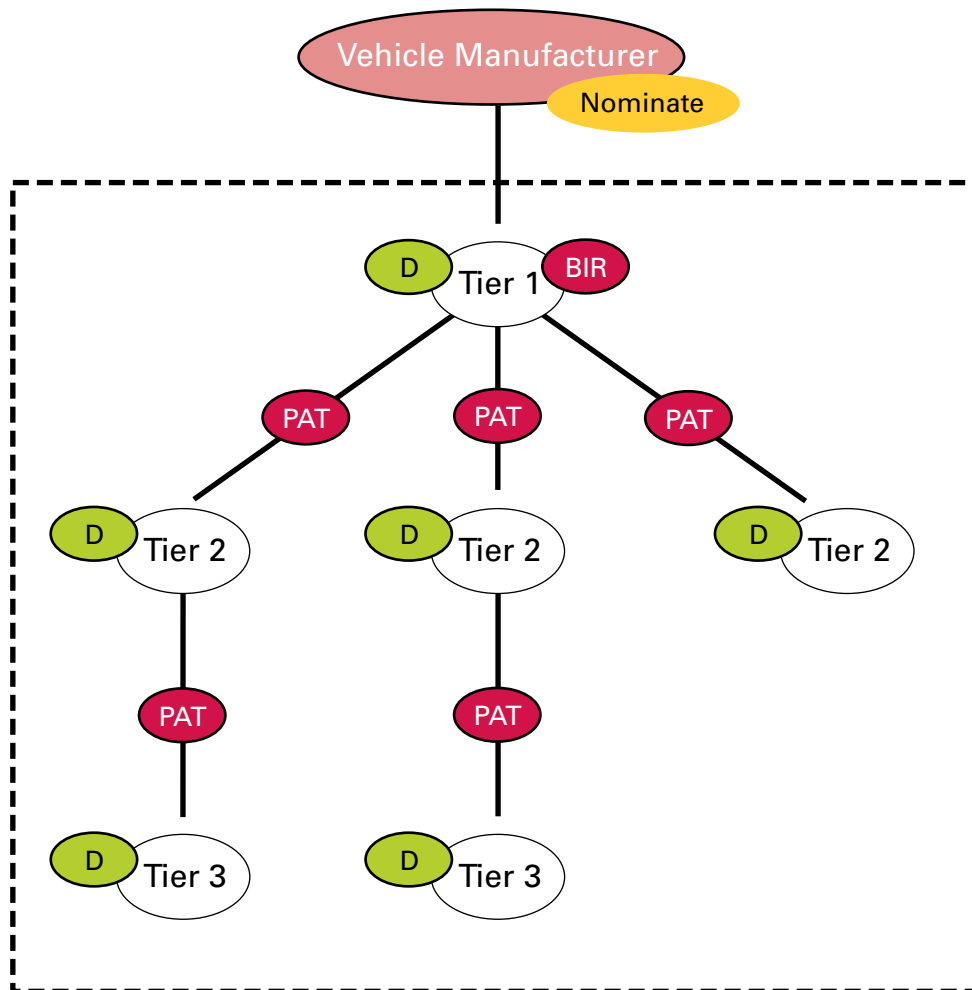 Vehicle Manufacturer
Nominate
D
Tier 1
BIR
PAT
PAT
PAT
D
Tier 2
D
Tier 2
D
Tier 2
PAT
PAT
D
Tier 3
D
Tier 3